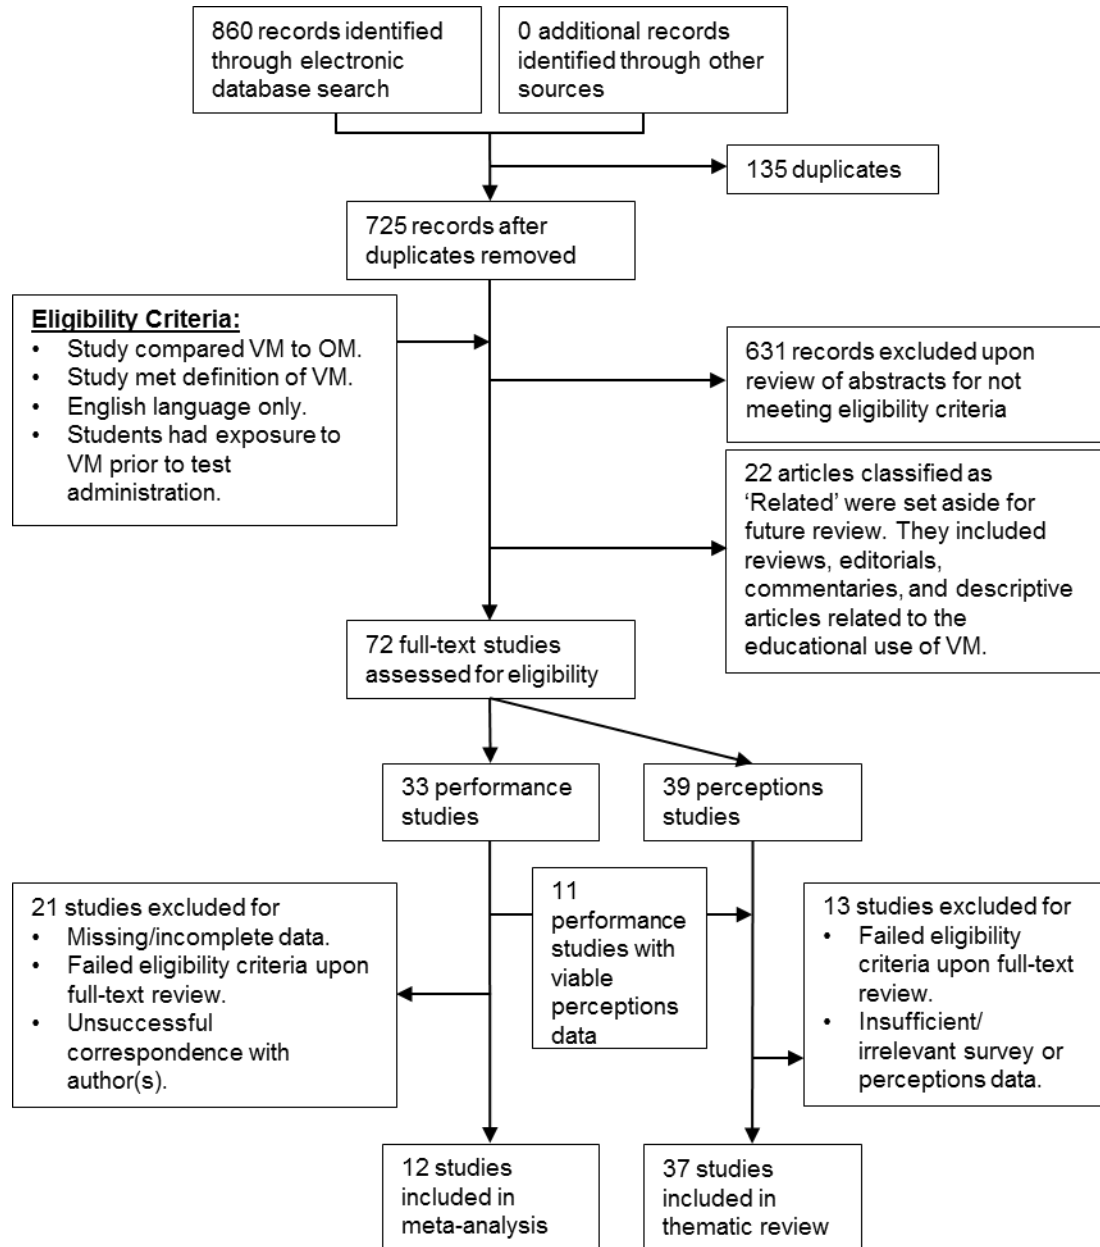 860 records identified
through electronic
database search
0 additional records
identified through other
sources
135 duplicates
725 records after
duplicates removed
Eligibility Criteria:
• Study compared VM to OM.
• Study met definition of VM.
• English language only.
• Students had exposure to
VM prior to test
administration.
631 records excluded upon
review of abstracts for not
meeting eligibility criteria
22 articles classified as
‘Related’ were set aside for
future review. They included
reviews, editorials,
commentaries, and descriptive
articles related to the
educational use of VM.
72 full-text studies
assessed for eligibility
33 performance
studies
39 perceptions
studies
21 studies excluded for
• Missing/incomplete data.
• Failed eligibility criteria upon
full-text review.
• Unsuccessful
correspondence with
author(s).
11
performance
studies with
viable
perceptions
data
13 studies excluded for
• Failed eligibility
criteria upon full-text
review.
• Insufficient/
irrelevant survey or
perceptions data.
12 studies
included in
meta-analysis
37 studies
included in
thematic review